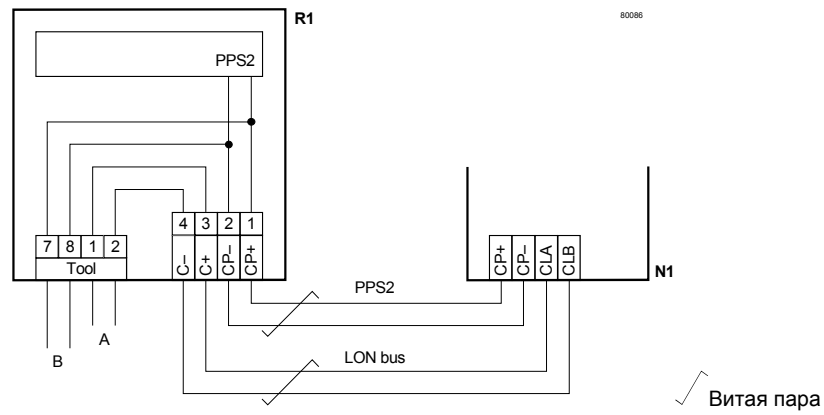 R1
80086
PPS2
4 3 2 1
7 8 1 2
Tool
C– C+ CP– CP+
CP+ CP– CLA CLB
N1
PPS2
A
B
LON bus
Витая пара